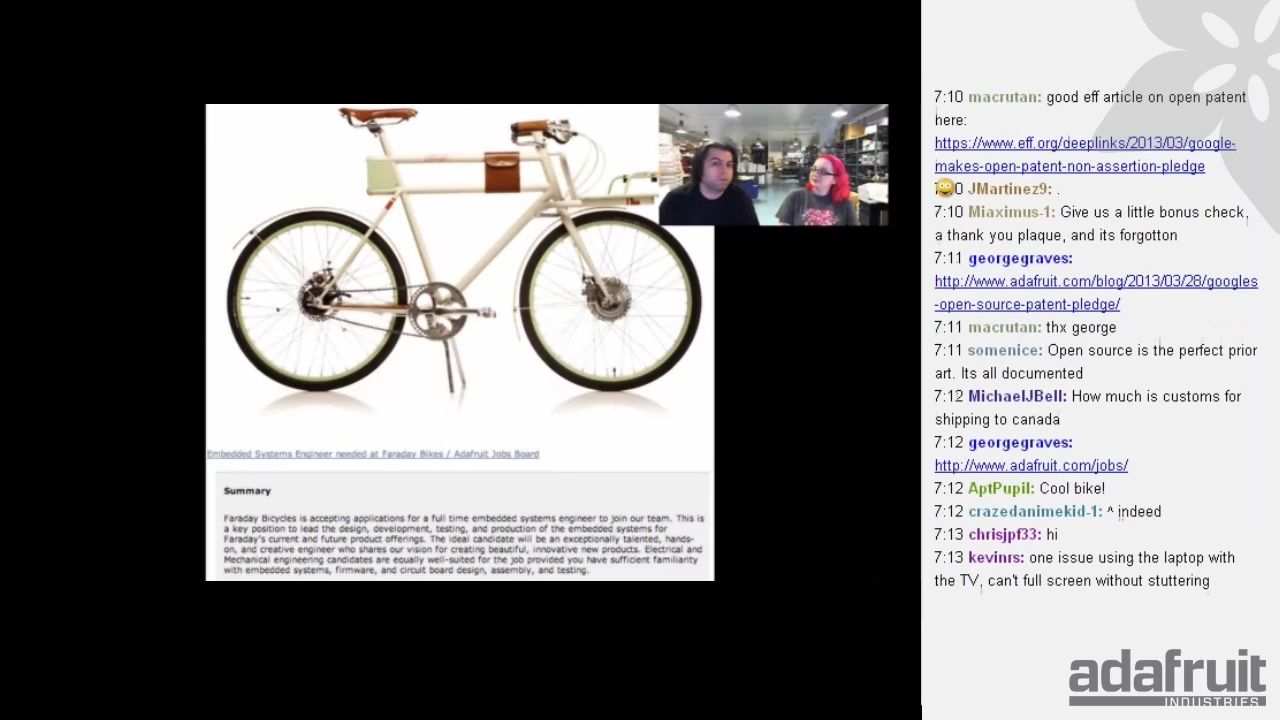 Embedded Systems Engineer needed at Faraday Bikes / Adafruit Jobs Board
Summary
Faraday Bicycles is accepting applications for a full time embedded systems engineer to join our team. This is
a key position to lead the design, development, testing, and production of the embedded systems for
Faraday's current and future product offerings. The ideal candidate will be an exceptionally talented, hands-
on, and creative engineer who shares our vision for creating beautiful, innovative new products. Electrical and
Mechanical engineering candidates are equally well-suited for the job provided you have sufficient familiarity
with embedded systems, firmware, and circuit board design, assembly, and testing.
7:10 macrutan: good eff article on open patent
here:
https://www.eff.org/deeplinks/2013/03/google-
makes-open-patent-non-assertion-pledge
0 JMartinez9: .
7:10 Miaximus-1: Give us a little bonus check,
a thank you plaque, and its forgotton
7:11 georgegraves:
http://www.adafruit.com/blog/2013/03/28/googles
-open-source-patent-pledge/
7:11 macrutan: thx george
7:11 somenice: Open source is the perfect prior
art. Its all documented
7:12 MichaelJBell: How much is customs for
shipping to canada
7:12 georgegraves:
http://www.adafruit.com/jobs/
7:12 AptPupil: Cool bike!
7:12 crazedanimekid-1: ^ indeed
7:13 chrisjpf33: hi
7:13 kevinrs: one issue using the laptop with
the TV, can't full screen without stuttering
adafruit
INDUSTRIES